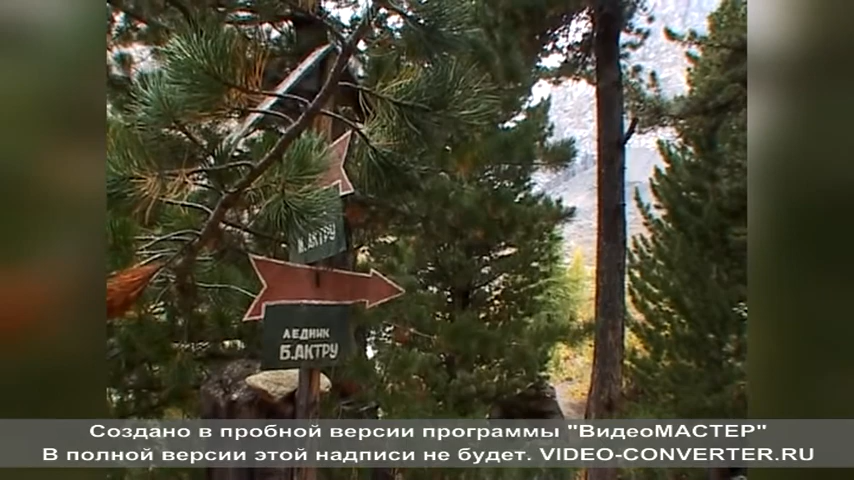 М.АКТРУ
ЛЕДНИК
Б.АКТРУ
Создано в пробной версии программы "ВидеоМАСТЕР"
В полной версии этой надписи не будет. VIDEO-CONVERTER.RU